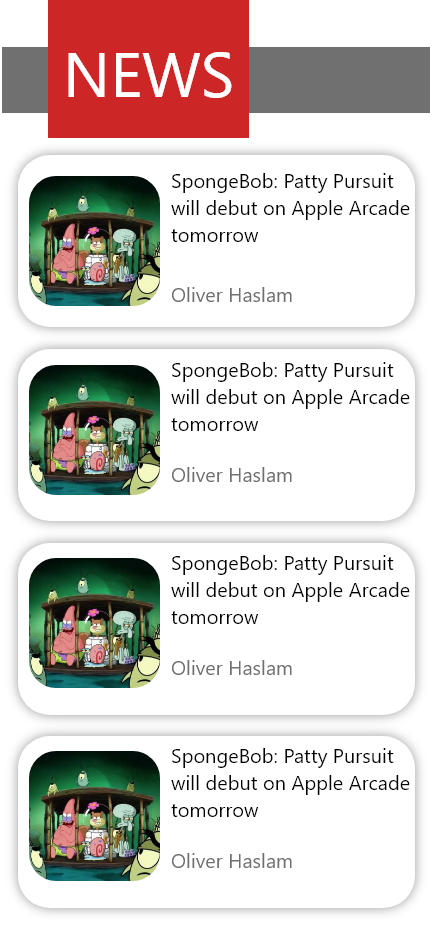 NEWS
SpongeBob: Patty Pursuit
will debut on Apple Arcade
tomorrow
Oliver Haslam
SpongeBob: Patty Pursuit
will debut on Apple Arcade
tomorrow
Oliver Haslam
SpongeBob: Patty Pursuit
will debut on Apple Arcade
tomorrow
Oliver Haslam
SpongeBob: Patty Pursuit
will debut on Apple Arcade
tomorrow
Oliver Haslam